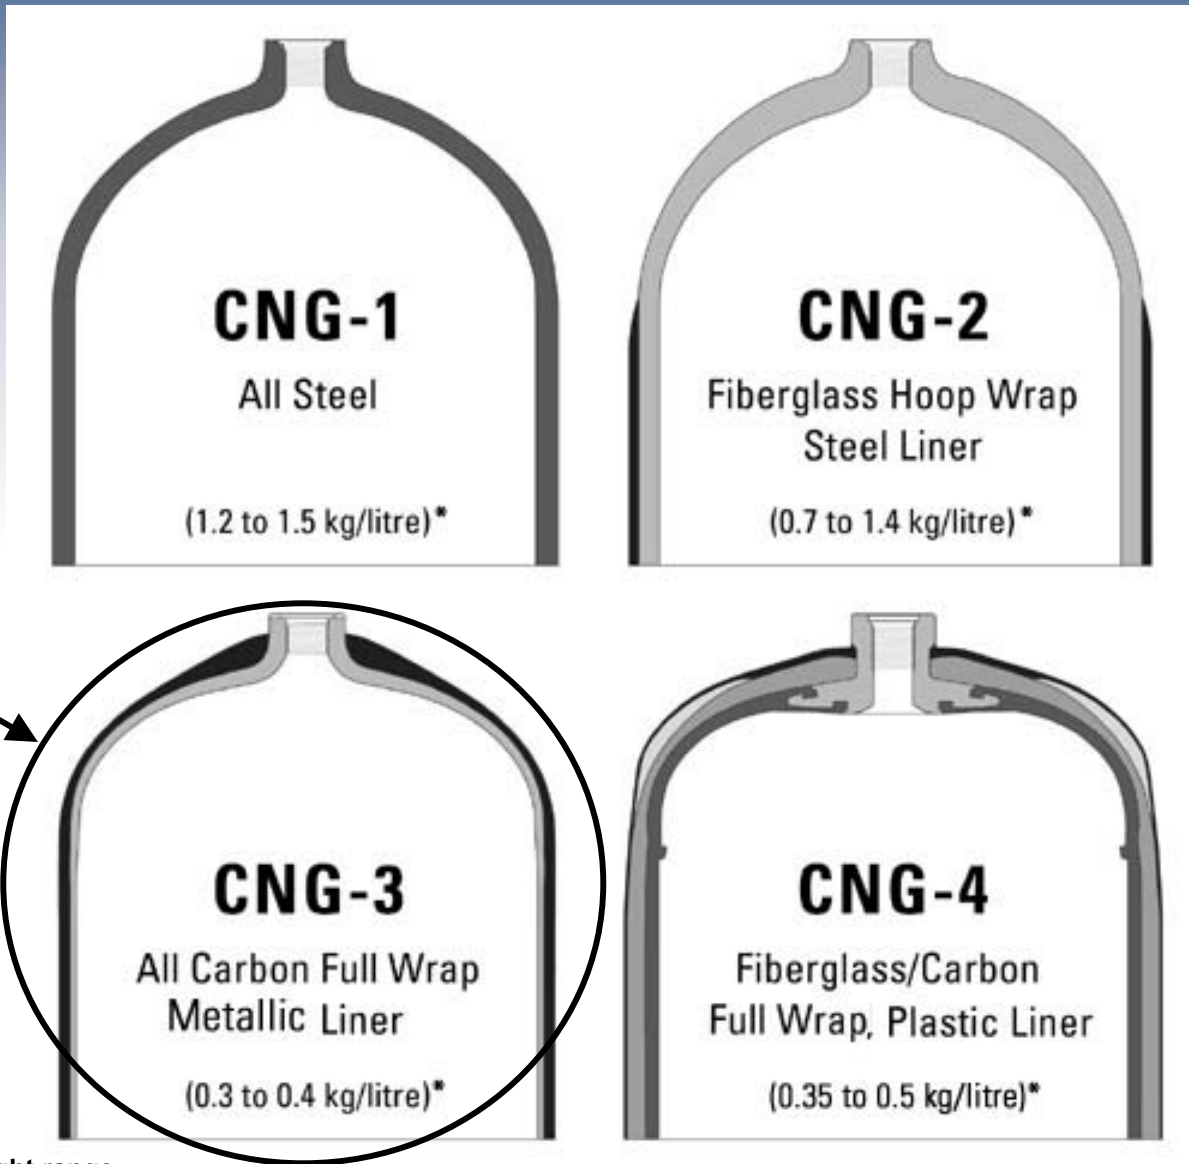 CNG-1
All Steel
(1.2 to 1.5 kg/litre)*
CNG-2
Fiberglass Hoop Wrap
Steel Liner
(0.7 to 1.4 kg/litre)*
CNG-3
All Carbon Full Wrap
Metallic Liner
(0.3 to 0.4 kg/litre)*
CNG-4
Fiberglass/Carbon
Full Wrap, Plastic Liner
(0.35 to 0.5 kg/litre)*